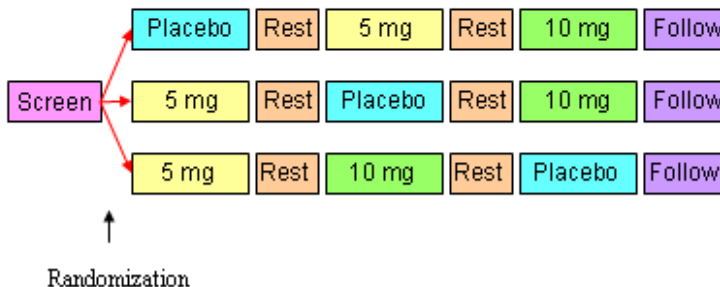 Placebo Rest 5 mg Rest 10 mg Follow
Screen 5 mg Rest Placebo Rest 10 mg Follow
5 mg Rest 10 mg Rest Placebo Follow
Randomization